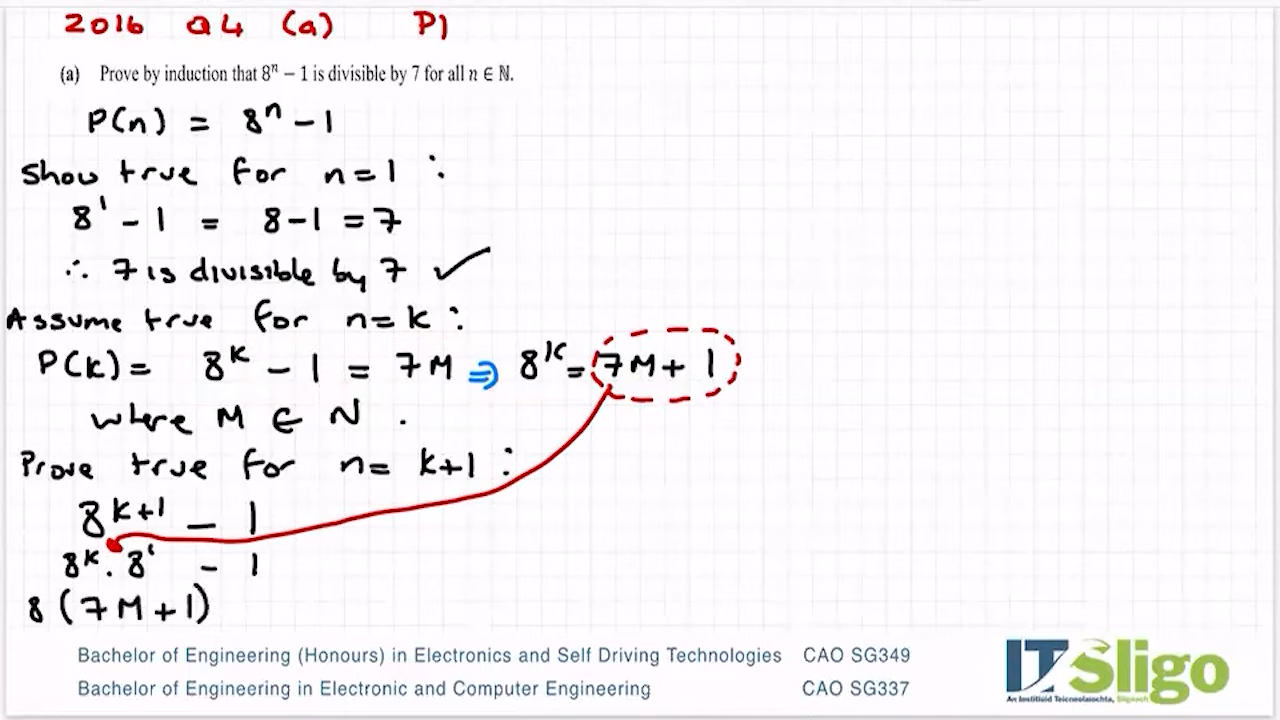 2016 Q4 (a) P1
(a) Prove by induction that 8ⁿ − 1 is divisible by 7 for all n ∈ ℕ.
P(n) = 8ⁿ − 1
Show true for n=1 :
8¹ − 1 = 8−1 = 7
∴ 7 is divisible by 7 ✓
Assume true for n=k :
P(k) = 8ᵏ − 1 = 7M ⇒ 8ᵏ = 7M + 1
where M ∈ N .
Prove true for n= k+1 :
8ᵏ⁺¹ − 1
8ᵏ . 8¹ − 1
8 (7M+1)
Bachelor of Engineering (Honours) in Electronics and Self Driving Technologies CAO SG349
Bachelor of Engineering in Electronic and Computer Engineering CAO SG337
IT Sligo
An Institiúid Teicneolaíochta, Sligeach